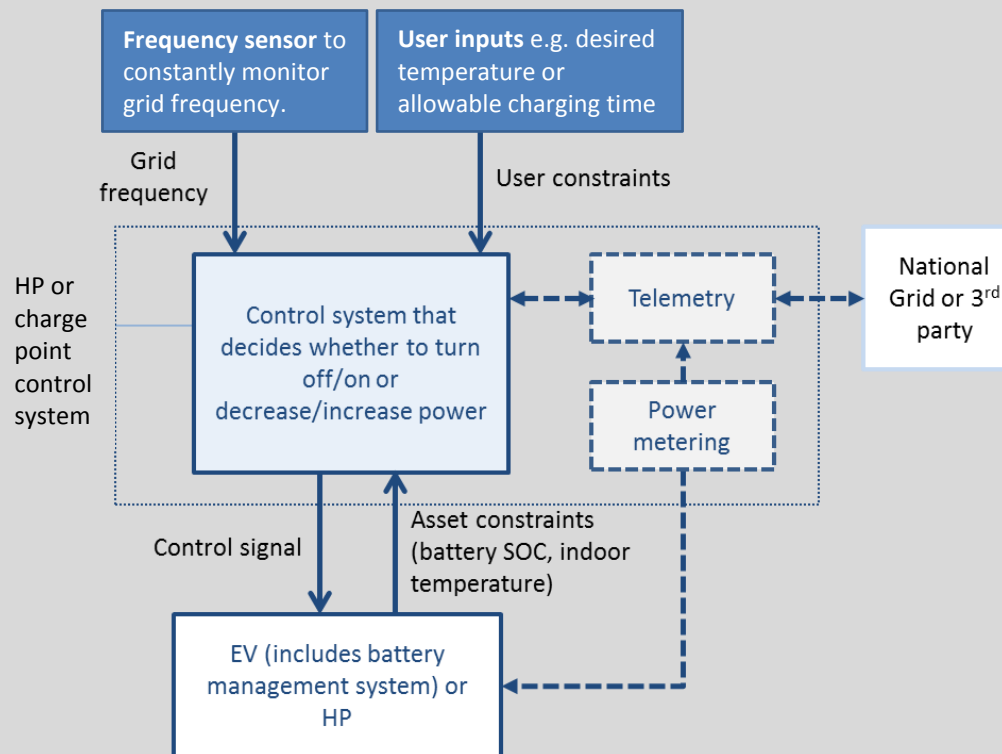 Frequency sensor to
constantly monitor
grid frequency.
User inputs e.g. desired
temperature or
allowable charging time
Grid
frequency
User constraints
HP or
charge
point
control
system
Control system that
decides whether to turn
off/on or
decrease/increase power
Telemetry
National
Grid or 3rd
party
Power
metering
Control signal
Asset constraints
(battery SOC, indoor
temperature)
EV (includes battery
management system) or
HP